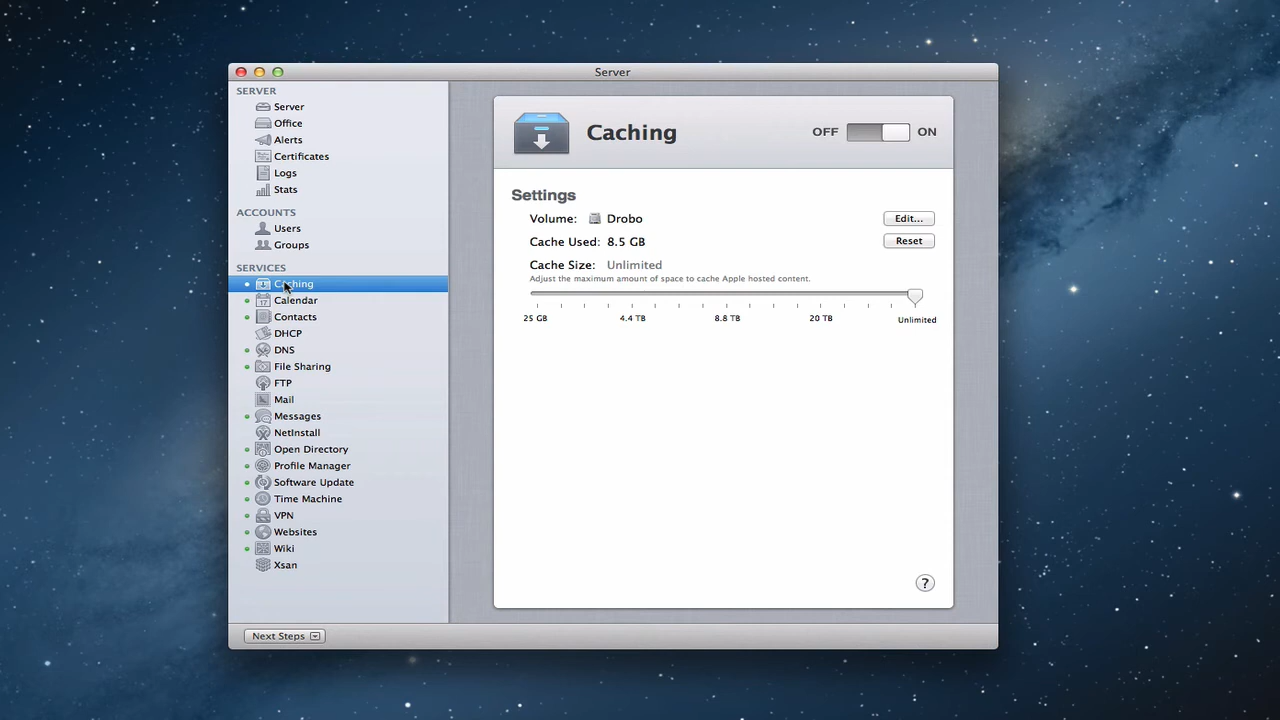 Server
SERVER
Server
Office
Alerts
Certificates
Logs
Stats
ACCOUNTS
Users
Groups
SERVICES
Caching
17 Calendar
Contacts
DHCP
DNS
File Sharing
FTP
Mail
Messages
NetInstall
Open Directory
Profile Manager
Software Update
Time Machine
VPN
Websites
Wiki
Xsan
Next Steps
Caching OFF ON
Settings
Volume: Drobo Edit...
Cache Used: 8.5 GB Reset
Cache Size: Unlimited
Adjust the maximum amount of space to cache Apple hosted content.
25 GB 4.4 TB 8.8 TB 20 TB Unlimited
?